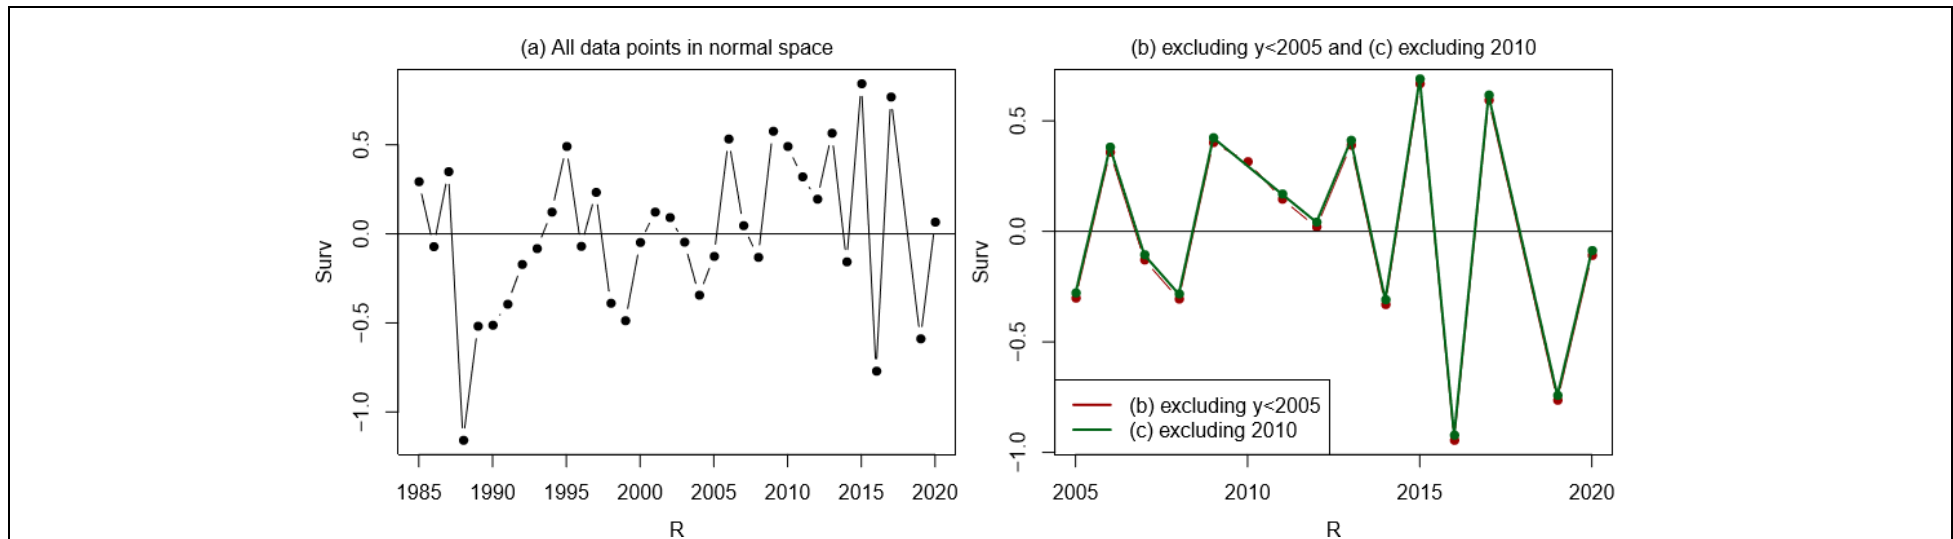 (a) All data points in normal space
Surv
0.5
0.0
−0.5
−1.0
1985 1990 1995 2000 2005 2010 2015 2020
R
(b) excluding y<2005 and (c) excluding 2010
Surv
0.5
0.0
−0.5
−1.0
(b) excluding y<2005
(c) excluding 2010
2005 2010 2015 2020
R